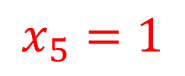 x₅ = 1